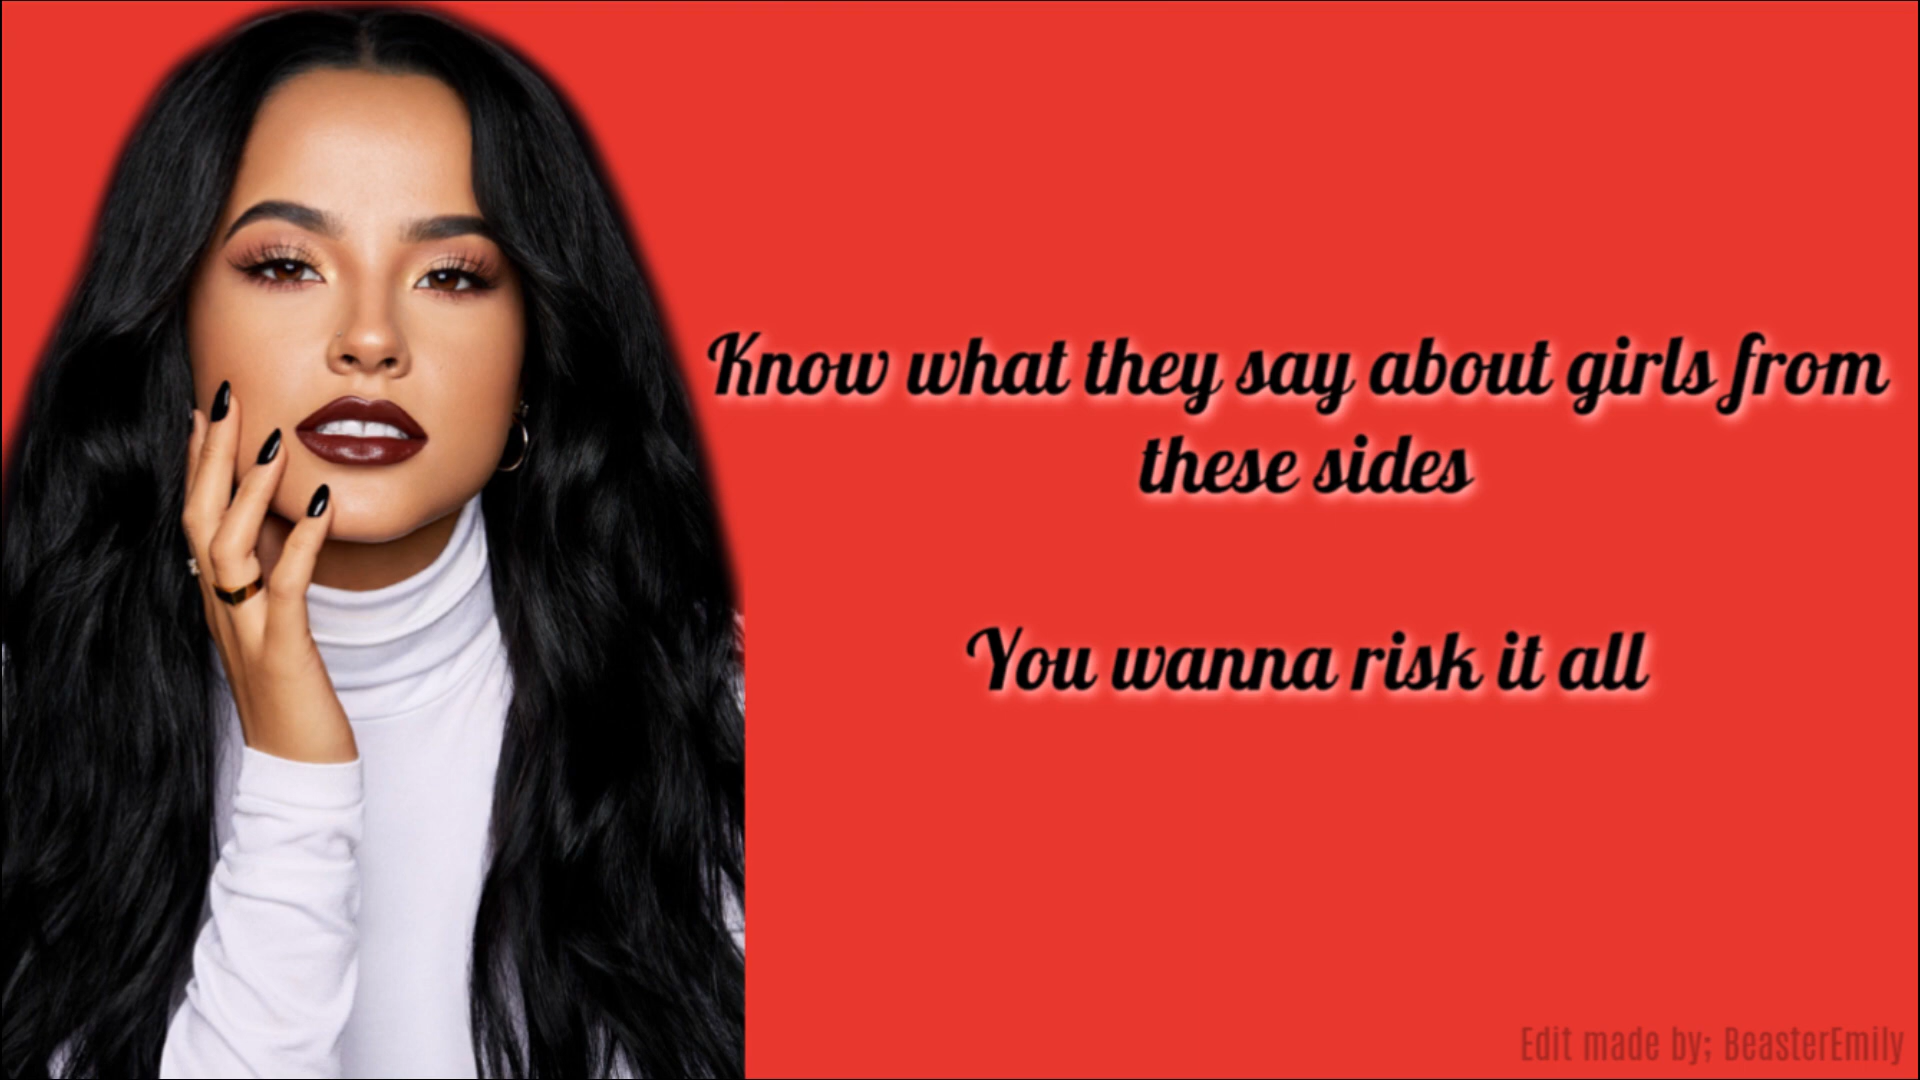 Know what they say about girls from
these sides
You wanna risk it all
Edit made by; BeasterEmily